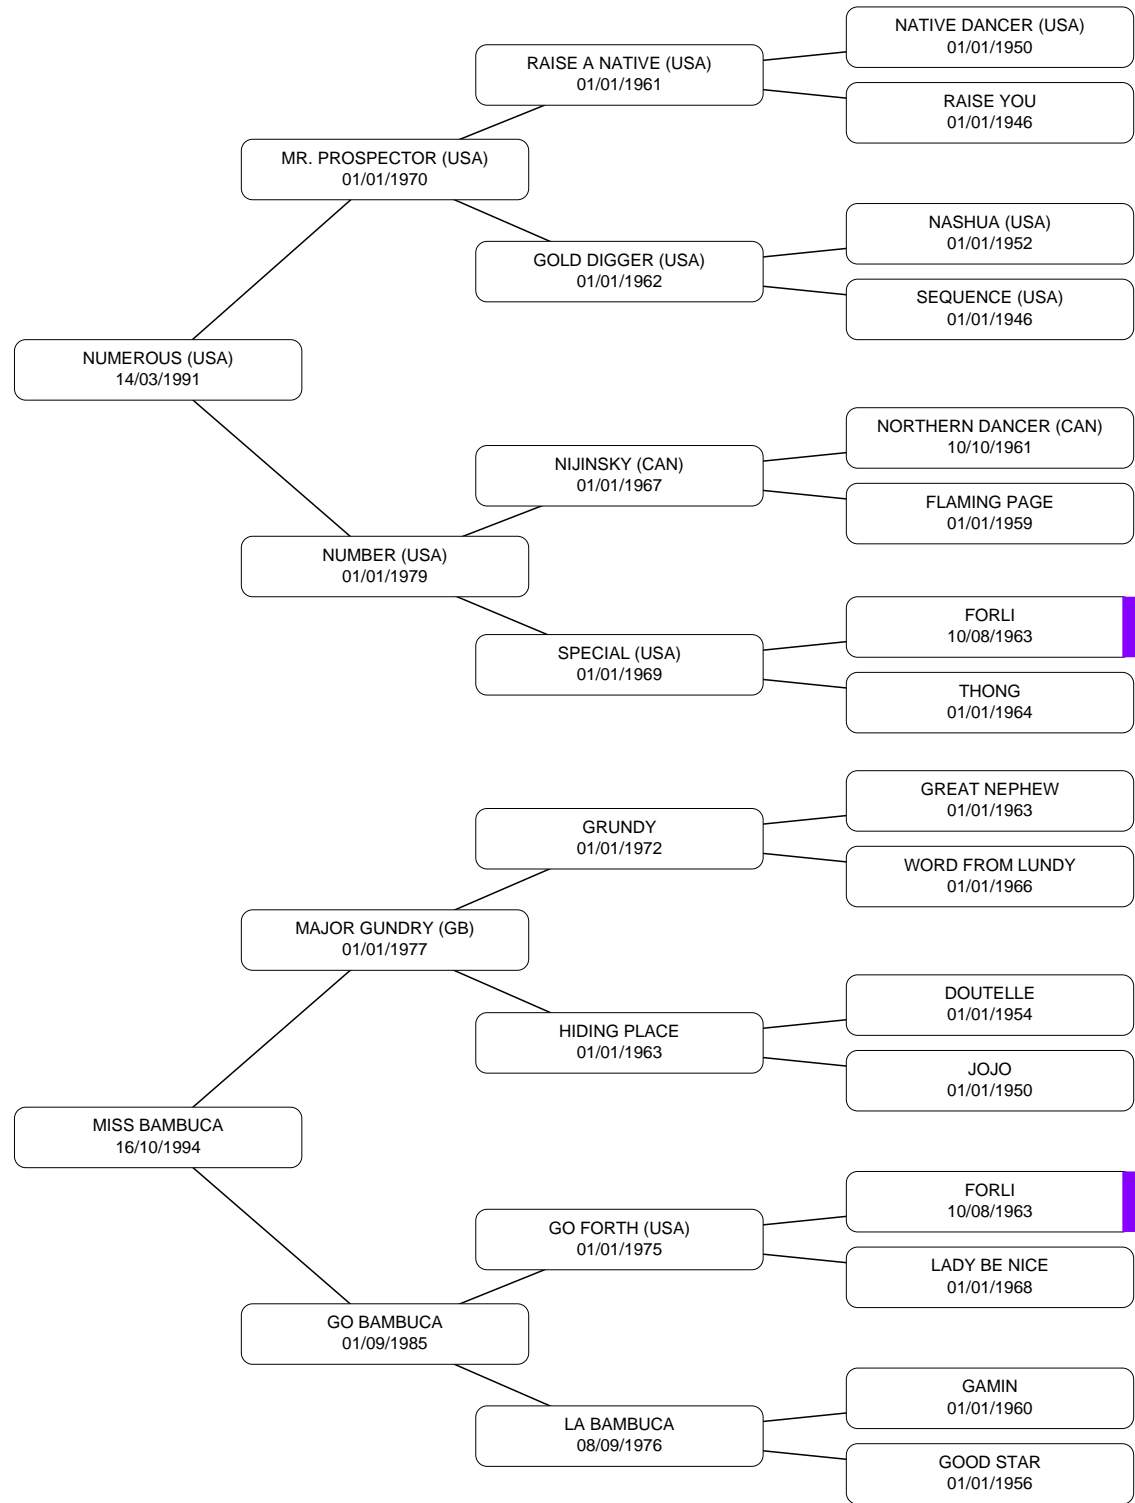 NATIVE DANCER (USA)
01/01/1950
RAISE A NATIVE (USA)
01/01/1961
RAISE YOU
01/01/1946
MR. PROSPECTOR (USA)
01/01/1970
NASHUA (USA)
01/01/1952
GOLD DIGGER (USA)
01/01/1962
SEQUENCE (USA)
01/01/1946
NUMEROUS (USA)
14/03/1991
NORTHERN DANCER (CAN)
10/10/1961
NIJINSKY (CAN)
01/01/1967
FLAMING PAGE
01/01/1959
NUMBER (USA)
01/01/1979
FORLI
10/08/1963
SPECIAL (USA)
01/01/1969
THONG
01/01/1964
GREAT NEPHEW
01/01/1963
GRUNDY
01/01/1972
WORD FROM LUNDY
01/01/1966
MAJOR GUNDRY (GB)
01/01/1977
DOUTELLE
01/01/1954
HIDING PLACE
01/01/1963
JOJO
01/01/1950
MISS BAMBUCA
16/10/1994
FORLI
10/08/1963
GO FORTH (USA)
01/01/1975
LADY BE NICE
01/01/1968
GO BAMBUCA
01/09/1985
GAMIN
01/01/1960
LA BAMBUCA
08/09/1976
GOOD STAR
01/01/1956